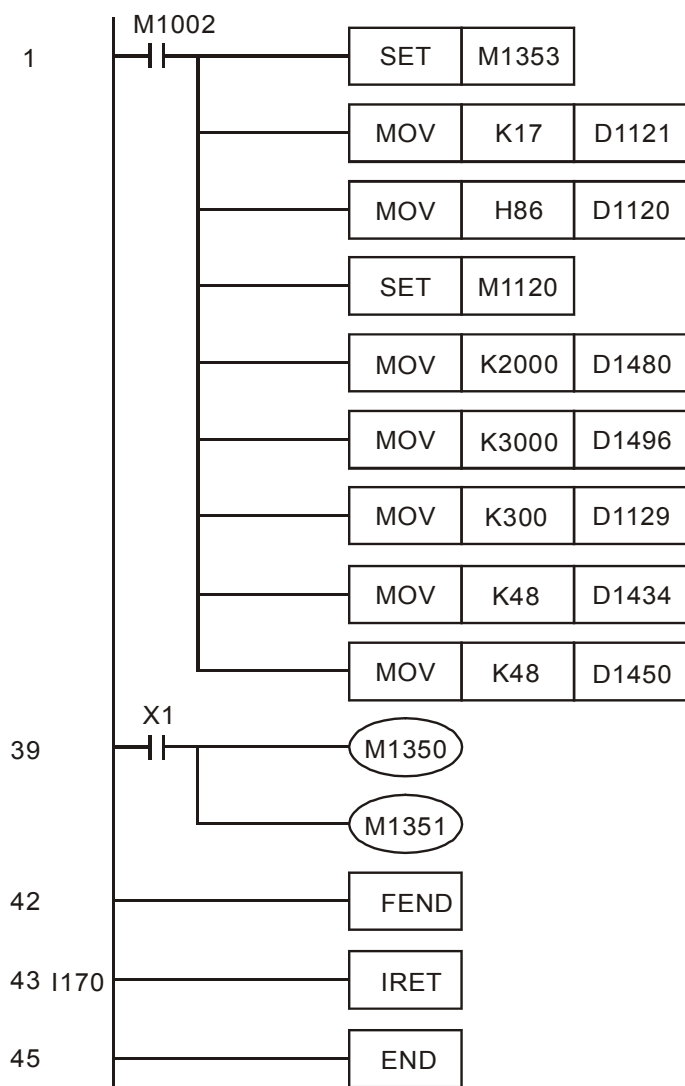 M1002
1 SET M1353
MOV K17 D1121
MOV H86 D1120
SET M1120
MOV K2000 D1480
MOV K3000 D1496
MOV K300 D1129
MOV K48 D1434
MOV K48 D1450
X1
39 M1350
M1351
42 FEND
43 I170 IRET
45 END